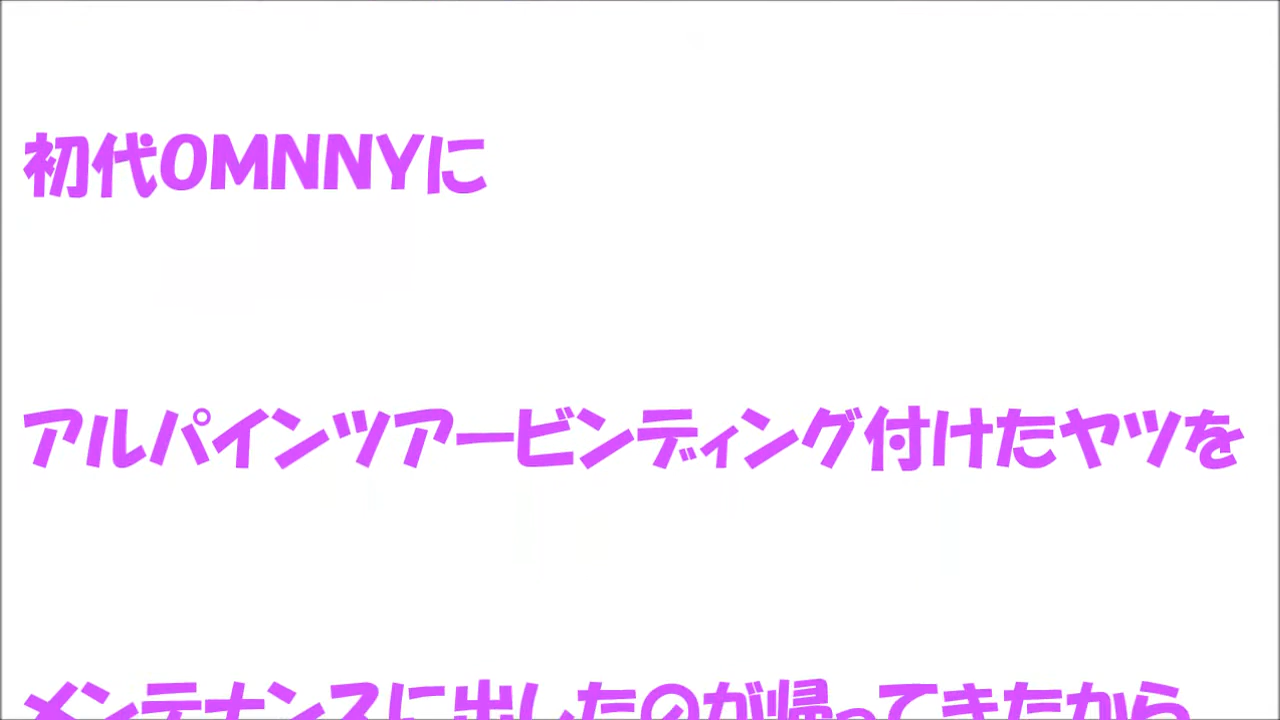 初代OMNNYに
アルパインツアービンディング付けたヤツを
メンテナンスに出したのが帰ってきたから